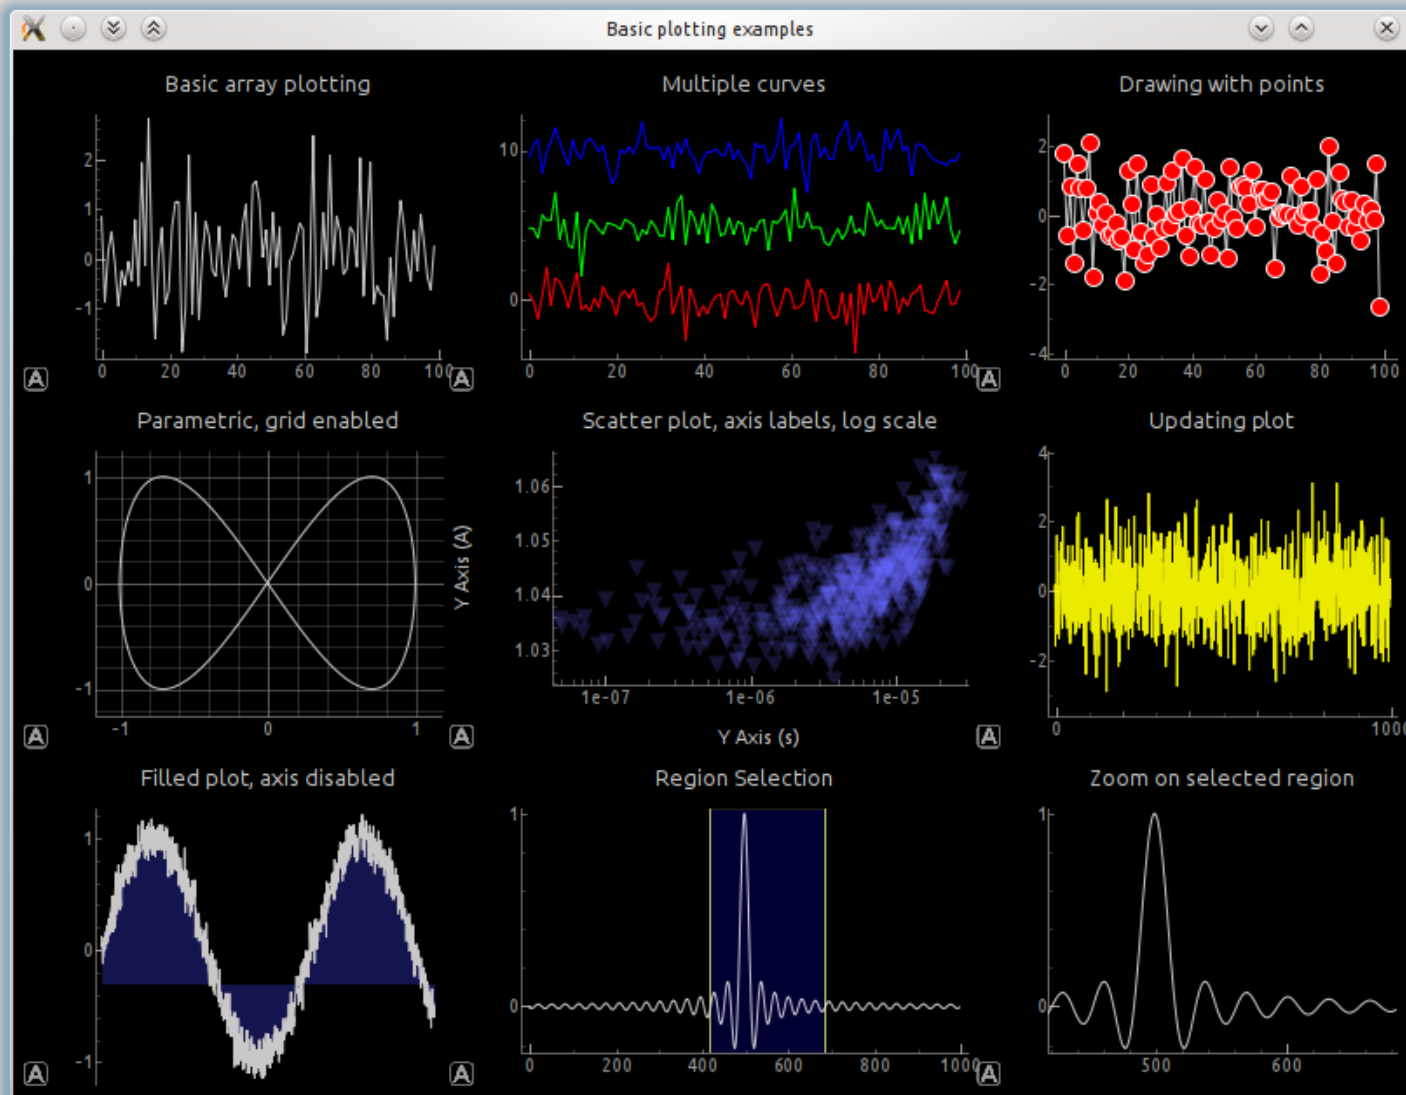 Basic plotting examples
Basic array plotting
Multiple curves
Drawing with points
2
1
0
-1
0 20 40 60 80 100
A
A
10
0
0 20 40 60 80 100
A
2
0
-2
-4
0 20 40 60 80 100
Parametric, grid enabled
Scatter plot, axis labels, log scale
Updating plot
1
0
-1
-1 0 1
A
A
Y Axis (A)
1.06
1.05
1.04
1.03
1e-07 1e-06 1e-05
Y Axis (s)
A
4
2
0
-2
0 1000
Filled plot, axis disabled
Region Selection
Zoom on selected region
1
0
-1
A
A
1
0
0 200 400 600 800 1000
A
1
0
500 600